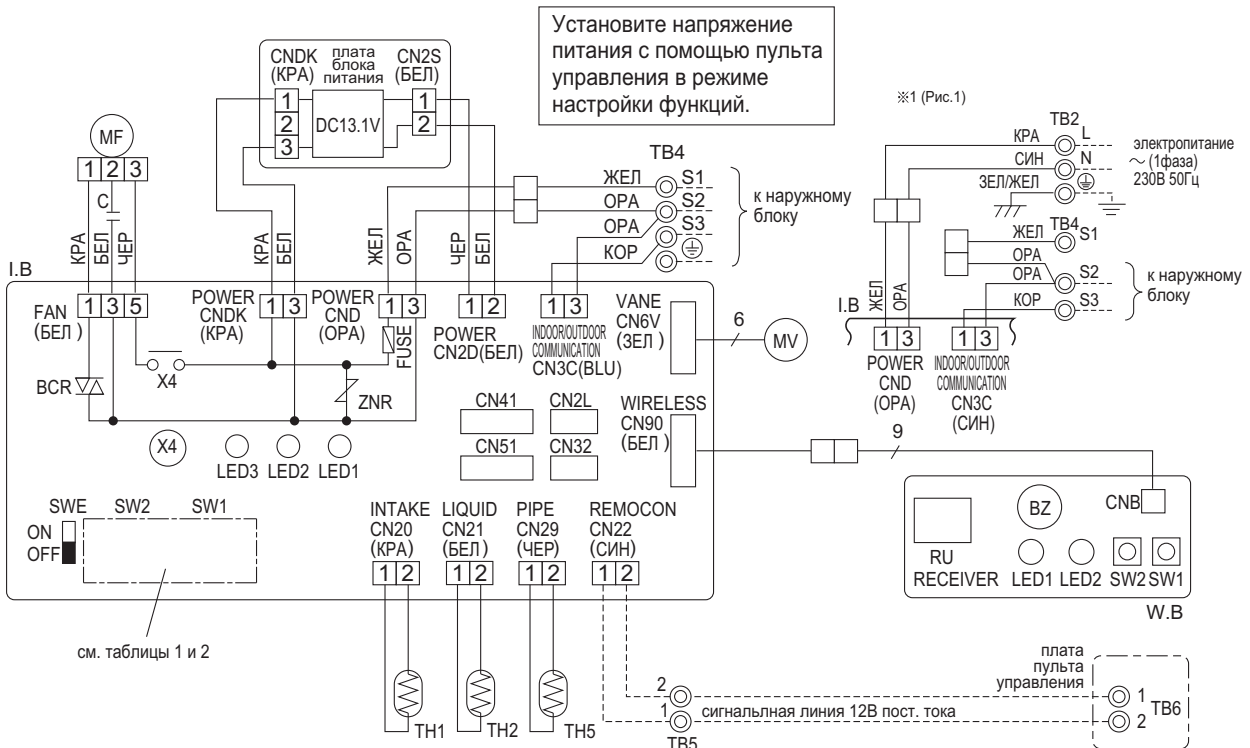 Установите напряжение
питания с помощью пульта
управления в режиме
настройки функций.
CNDK
(КРА)
плата
блока
питания
CN2S
(БЕЛ)
1
2
3
DC13.1V
1
2
MF
1 2 3
C
КРА
БЕЛ
ЧЕР
КРА
БЕЛ
ЖЕЛ
ОРА
ЧЕР
БЕЛ
TB4
ЖЕЛ
S1
ОРА
S2
ОРА
S3
КОР
к наружному
блоку
※1 (Рис.1)
TB2
КРА
L
СИН
N
ЗЕЛ/ЖЕЛ
электропитание
~ (1фаза)
230В 50Гц
ЖЕЛ
TB4
S1
ОРА
ОРА
S2
КОР
S3
к наружному
блоку
I.B
ЖЕЛ
ОРА
1 3
1 3
POWER
CND
(ОРА)
INDOOR/OUTDOOR
COMMUNICATION
CN3C
(СИН)
I.B
FAN
(БЕЛ )
1 3 5
POWER
CNDK
(КРА)
1 3
POWER
CND
(ОРА)
1 3
FUSE
1 2
POWER
CN2D(БЕЛ)
1 3
INDOOR/OUTDOOR
COMMUNICATION
CN3C(BLU)
VANE
CN6V
(ЗЕЛ )
6
MV
BCR
X4
ZNR
X4
LED3
LED2
LED1
CN41
CN2L
CN51
CN32
WIRELESS
CN90
(БЕЛ )
9
SWE
SW2
SW1
ON
OFF
см. таблицы 1 и 2
INTAKE
CN20
(КРА)
1 2
LIQUID
CN21
(БЕЛ )
1 2
PIPE
CN29
(ЧЕР)
1 2
REMOCON
CN22
(СИН)
1 2
TH1
TH2
TH5
RU
RECEIVER
BZ
CNB
LED1
LED2
SW2
SW1
W.B
2
1
TB5
сигнальлная линия 12В пост. тока
плата
пульта
управления
1
2
TB6